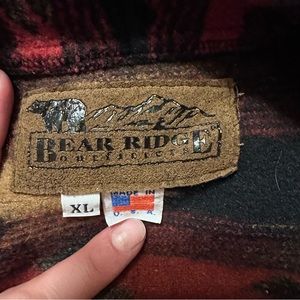 BEAR RIDGE
OUTFITTERS
XL
MADE IN
U. S. A.